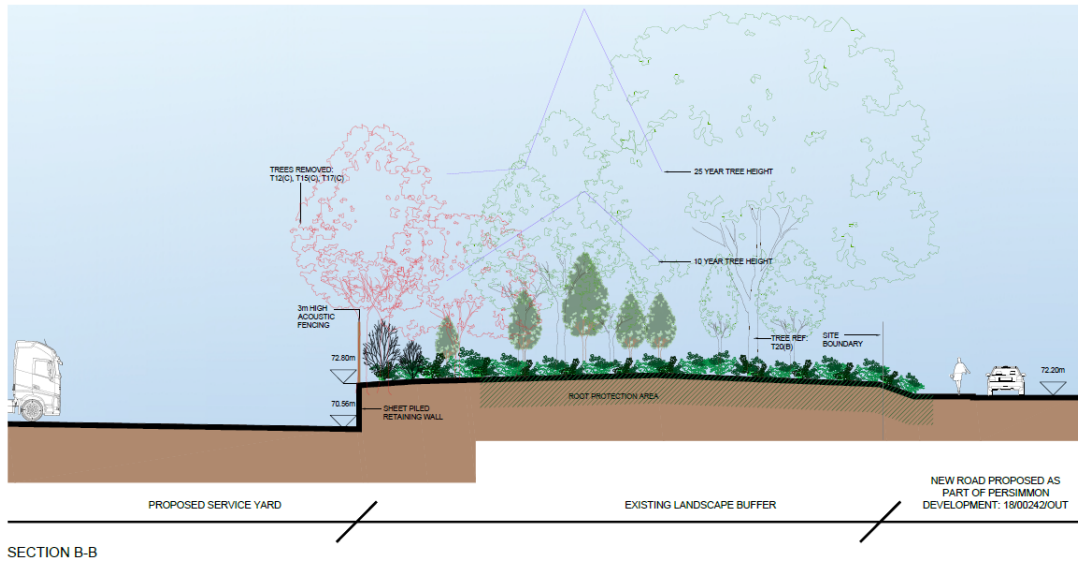 TREES REMOVED:
T12(C), T15(C), T17(C)
25 YEAR TREE HEIGHT
10 YEAR TREE HEIGHT
3m HIGH
ACOUSTIC
FENCING
TREE REF:
T20(B)
SITE
BOUNDARY
72.80m
72.20m
70.56m
ROOT PROTECTION AREA
SHEET PILED
RETAINING WALL
PROPOSED SERVICE YARD
EXISTING LANDSCAPE BUFFER
NEW ROAD PROPOSED AS
PART OF PERSIMMON
DEVELOPMENT: 18/00242/OUT
SECTION B-B